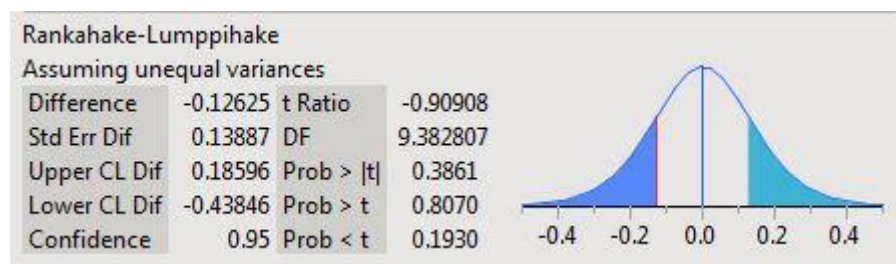 Rankahake-Lumppihake
Assuming unequal variances
Difference -0.12625 t Ratio -0.90908
Std Err Dif 0.13887 DF 9.382807
Upper CL Dif 0.18596 Prob > |t| 0.3861
Lower CL Dif -0.43846 Prob > t 0.8070
Confidence 0.95 Prob < t 0.1930
-0.4 -0.2 0.0 0.2 0.4